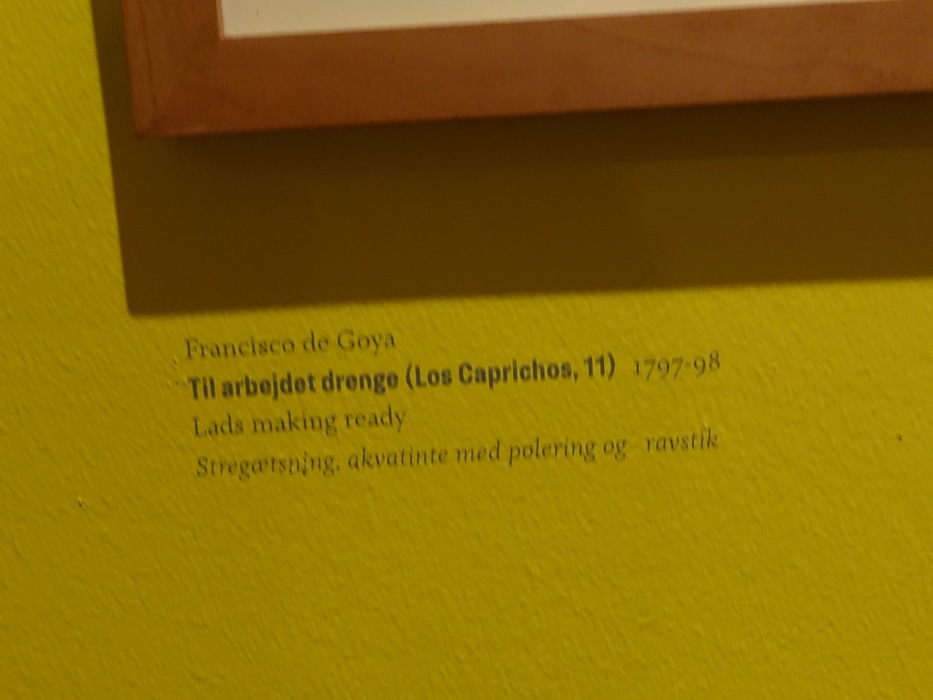 Francisco de Goya
Til arbejdet drenge (Los Caprichos, 11) 1797-98
Lads making ready
Stregætsning, akvatinte med polering og ravstik